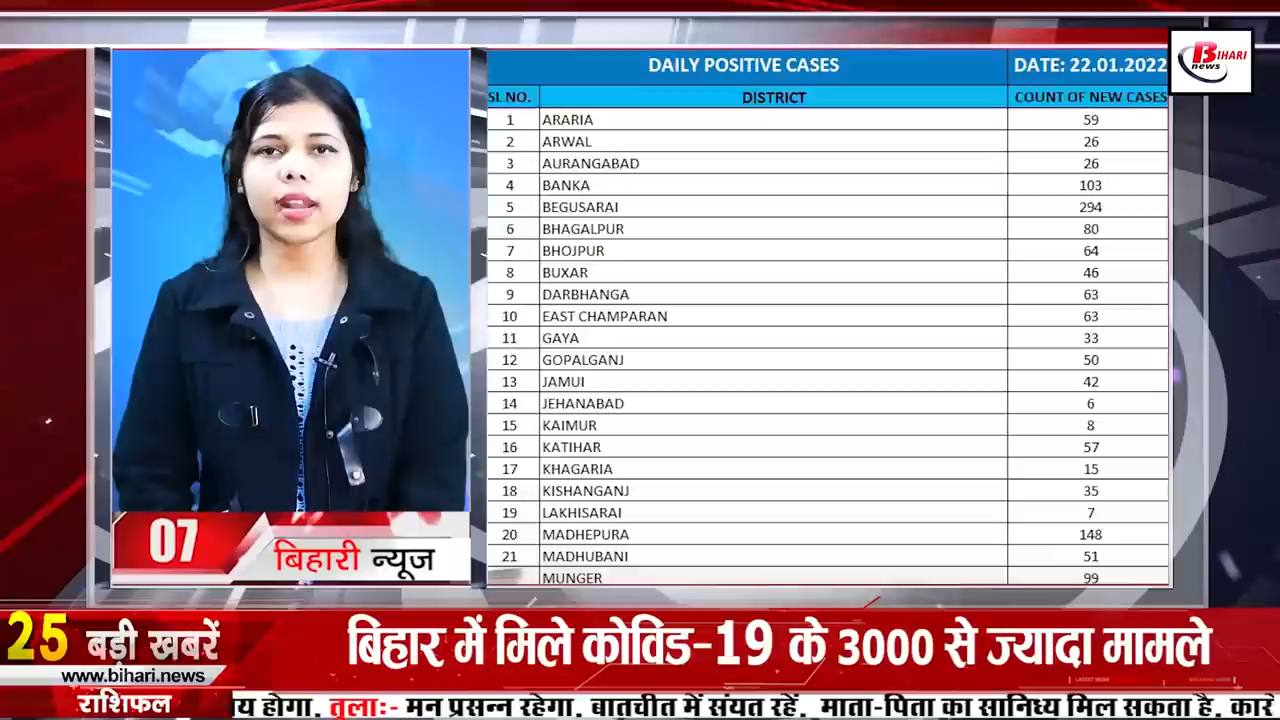 DAILY POSITIVE CASES DATE: 22.01.2022
BIHARI
news
SL NO. DISTRICT COUNT OF NEW CASES
1 ARARIA 59
2 ARWAL 26
3 AURANGABAD 26
4 BANKA 103
5 BEGUSARAI 294
6 BHAGALPUR 80
7 BHOJPUR 64
8 BUXAR 46
9 DARBHANGA 63
10 EAST CHAMPARAN 63
11 GAYA 33
12 GOPALGANJ 50
13 JAMUI 42
14 JEHANABAD 6
15 KAIMUR 8
16 KATIHAR 57
17 KHAGARIA 15
18 KISHANGANJ 35
19 LAKHISARAI 7
20 MADHEPURA 148
21 MADHUBANI 51
MUNGER 99
07
बिहारी न्यूज
25 बड़ी खबरें
www.bihari.news
बिहार में मिले कोविड-19 के 3000 से ज्यादा मामले
LATEST NEWS BREAKING NEWS
राशिफल
य होगा. तुलाः- मन प्रसन्न रहेगा. बातचीत में संयत रहें. माता-पिता का सानिध्य मिल सकता है.